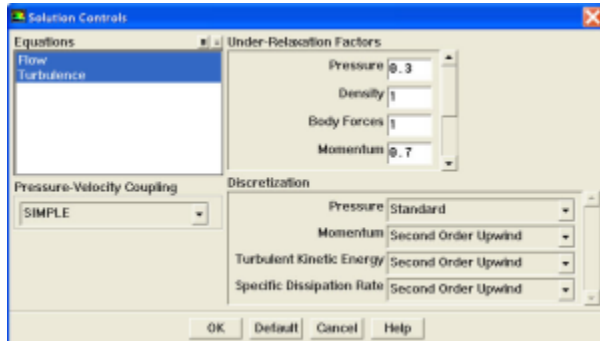 Solution Controls
Equations
Flow
Turbulence
Pressure-Velocity Coupling
SIMPLE
Under-Relaxation Factors
Pressure 0.3
Density 1
Body Forces 1
Momentum 0.7
Discretization
Pressure Standard
Momentum Second Order Upwind
Turbulent Kinetic Energy Second Order Upwind
Specific Dissipation Rate Second Order Upwind
OK Default Cancel Help